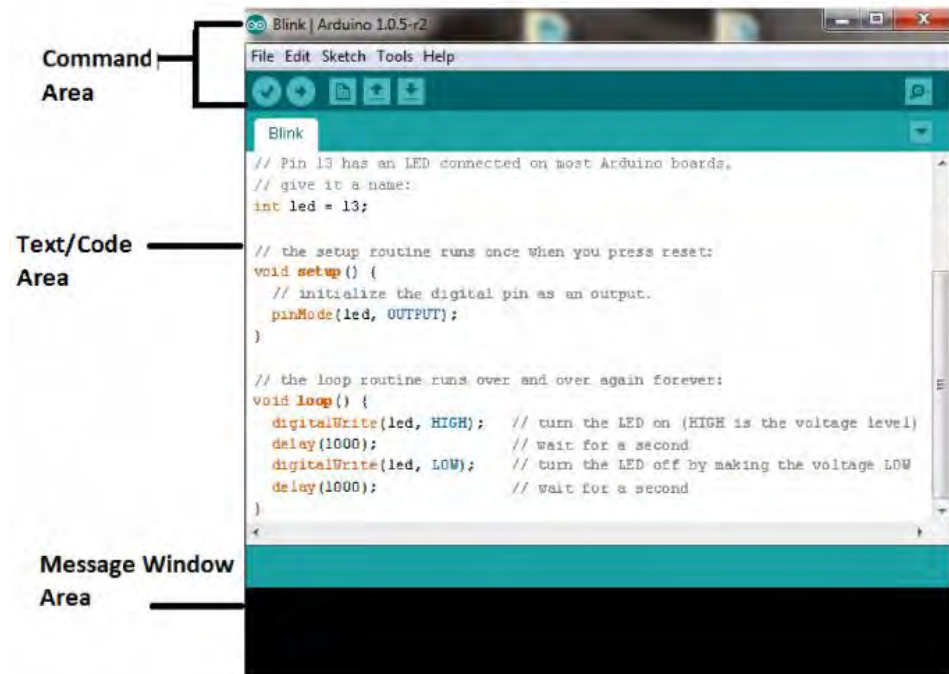 Blink | Arduino 1.0.5-r2
Command
Area
File Edit Sketch Tools Help
Blink
// Pin 13 has an LED connected on most Arduino boards.
// give it a name:
int led = 13;
Text/Code
Area
// the setup routine runs once when you press reset:
void setup() {
// initialize the digital pin as an output.
pinMode(led, OUTPUT);
}
// the loop routine runs over and over again forever:
void loop() {
digitalWrite(led, HIGH); // turn the LED on (HIGH is the voltage level)
delay(1000); // wait for a second
digitalWrite(led, LOW); // turn the LED off by making the voltage LOW
delay(1000); // wait for a second
}
Message Window
Area